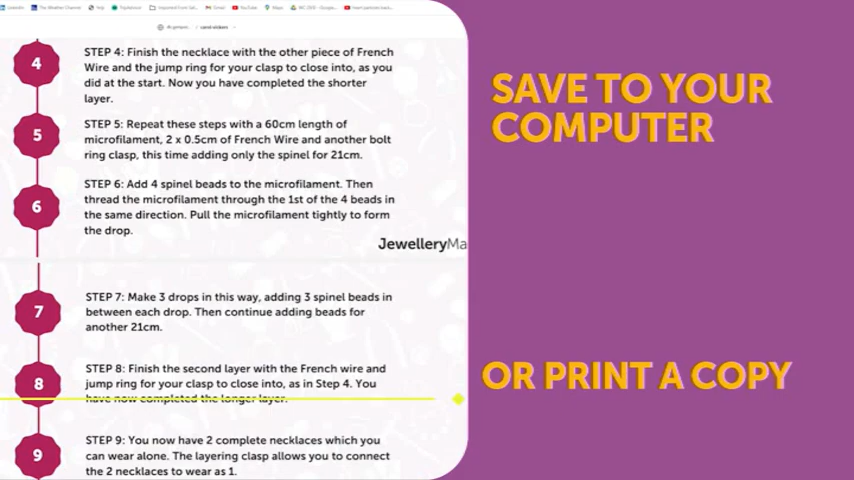 The Weather Channel
Help
YouTube
Maps
4
STEP 4: Finish the necklace with the other piece of French
Wire and the jump ring for your clasp to close into, as you
did at the start. Now you have completed the shorter
layer.
5
STEP 5: Repeat these steps with a 60cm length of
microfilament, 2 x 0.5cm of French Wire and another bolt
ring clasp, this time adding only the spinel for 21cm.
6
STEP 6: Add 4 spinel beads to the microfilament. Then
thread the microfilament through the 1st of the 4 beads in
the same direction. Pull the microfilament tightly to form
the drop.
JewelleryMa
7
STEP 7: Make 3 drops in this way, adding 3 spinel beads in
between each drop. Then continue adding beads for
another 21cm.
8
STEP 8: Finish the second layer with the French wire and
jump ring for your clasp to close into, as in Step 4. You
have now completed the longer layer.
9
STEP 9: You now have 2 complete necklaces which you
can wear alone. The layering clasp allows you to connect
the 2 necklaces to wear as 1.
SAVE TO YOUR
COMPUTER
OR PRINT A COPY